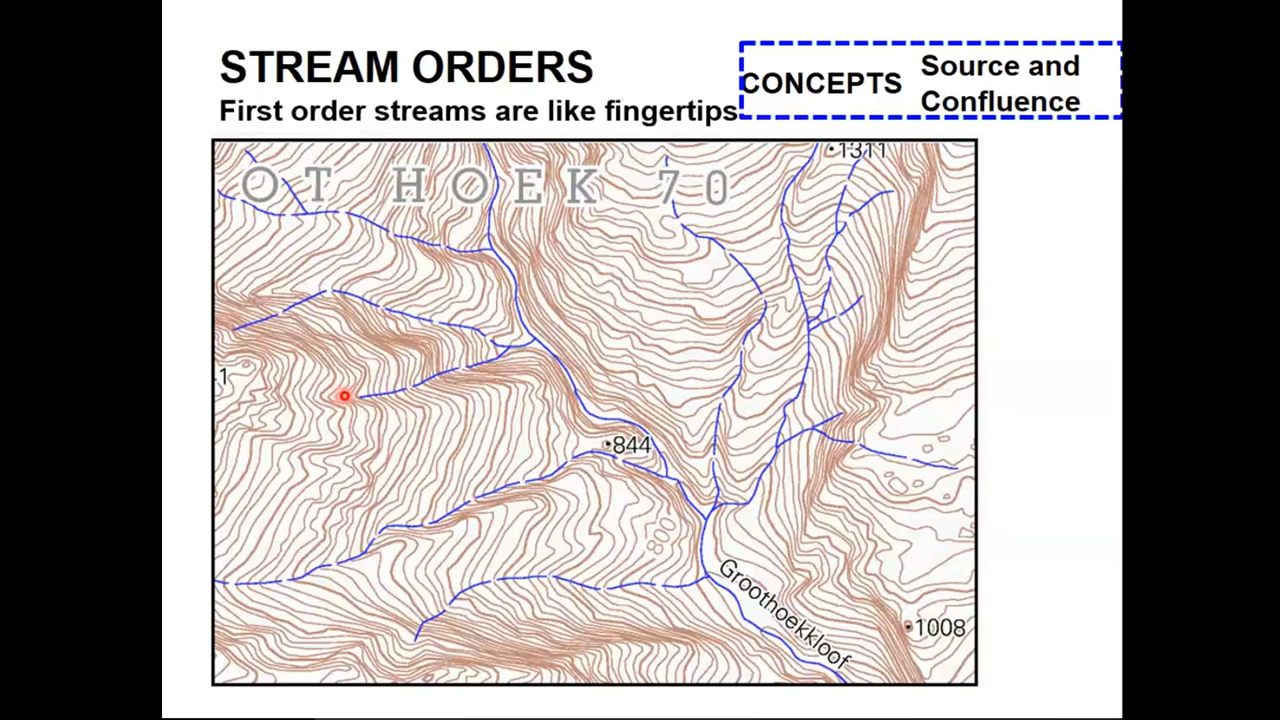 STREAM ORDERS
First order streams are like fingertips
CONCEPTS
Source and
Confluence
1311
OT HOEK 70
1
844
Groothoekkloof
1008